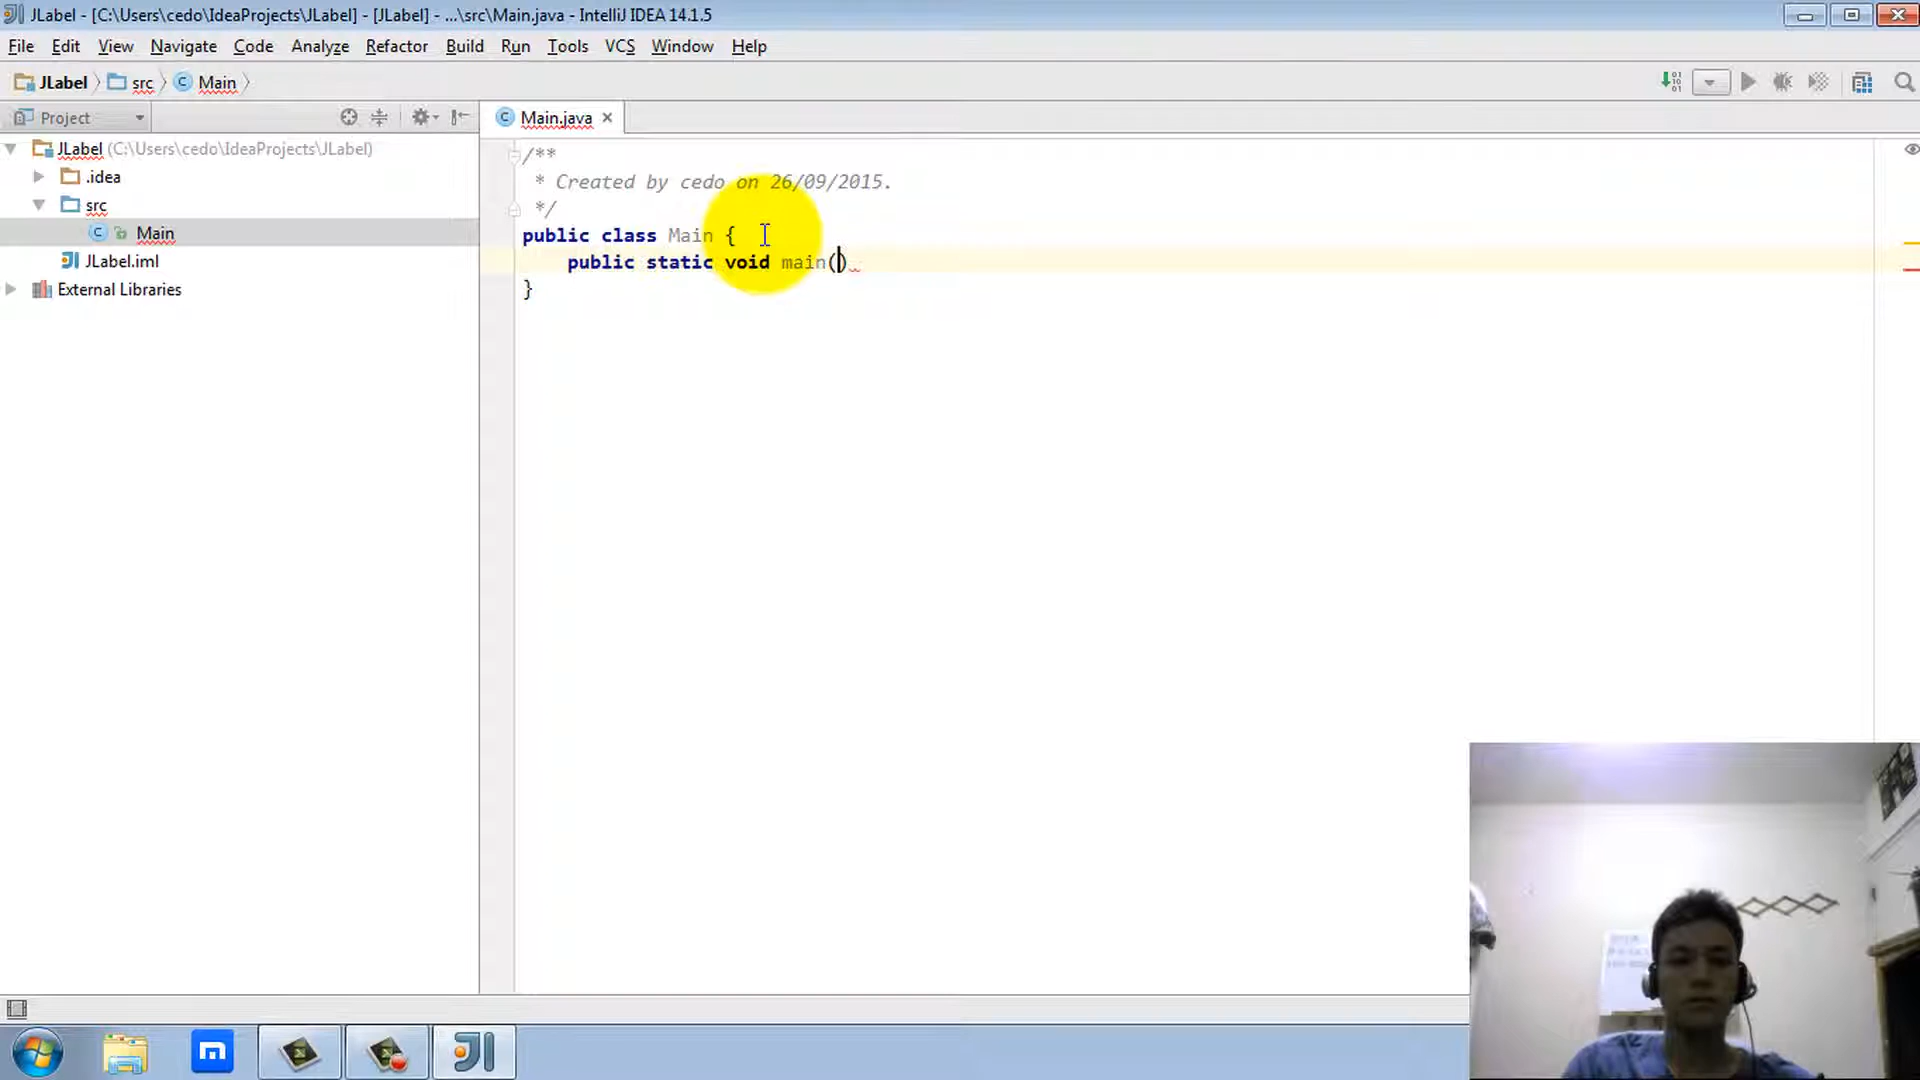 JLabel - [C:\Users\cedo\IdeaProjects\JLabel] - [JLabel] - ...\src\Main.java - IntelliJ IDEA 14.1.5
File Edit View Navigate Code Analyze Refactor Build Run Tools VCS Window Help
JLabel src Main
Project
Main.java
JLabel (C:\Users\cedo\IdeaProjects\JLabel)
.idea
src
Main
JLabel.iml
External Libraries
/**
* Created by cedo on 26/09/2015.
*/
public class Main {
public static void main()
}